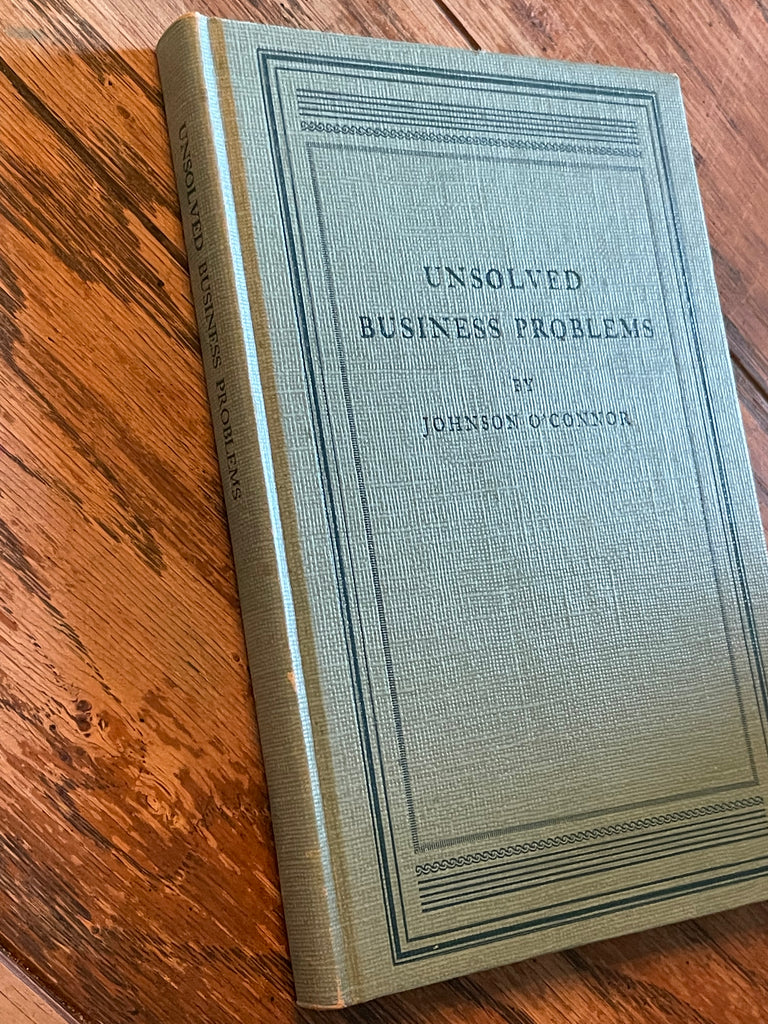 UNSOLVED BUSINESS PROBLEMS
UNSOLVED
BUSINESS PROBLEMS
BY
JOHNSON O'CONNOR